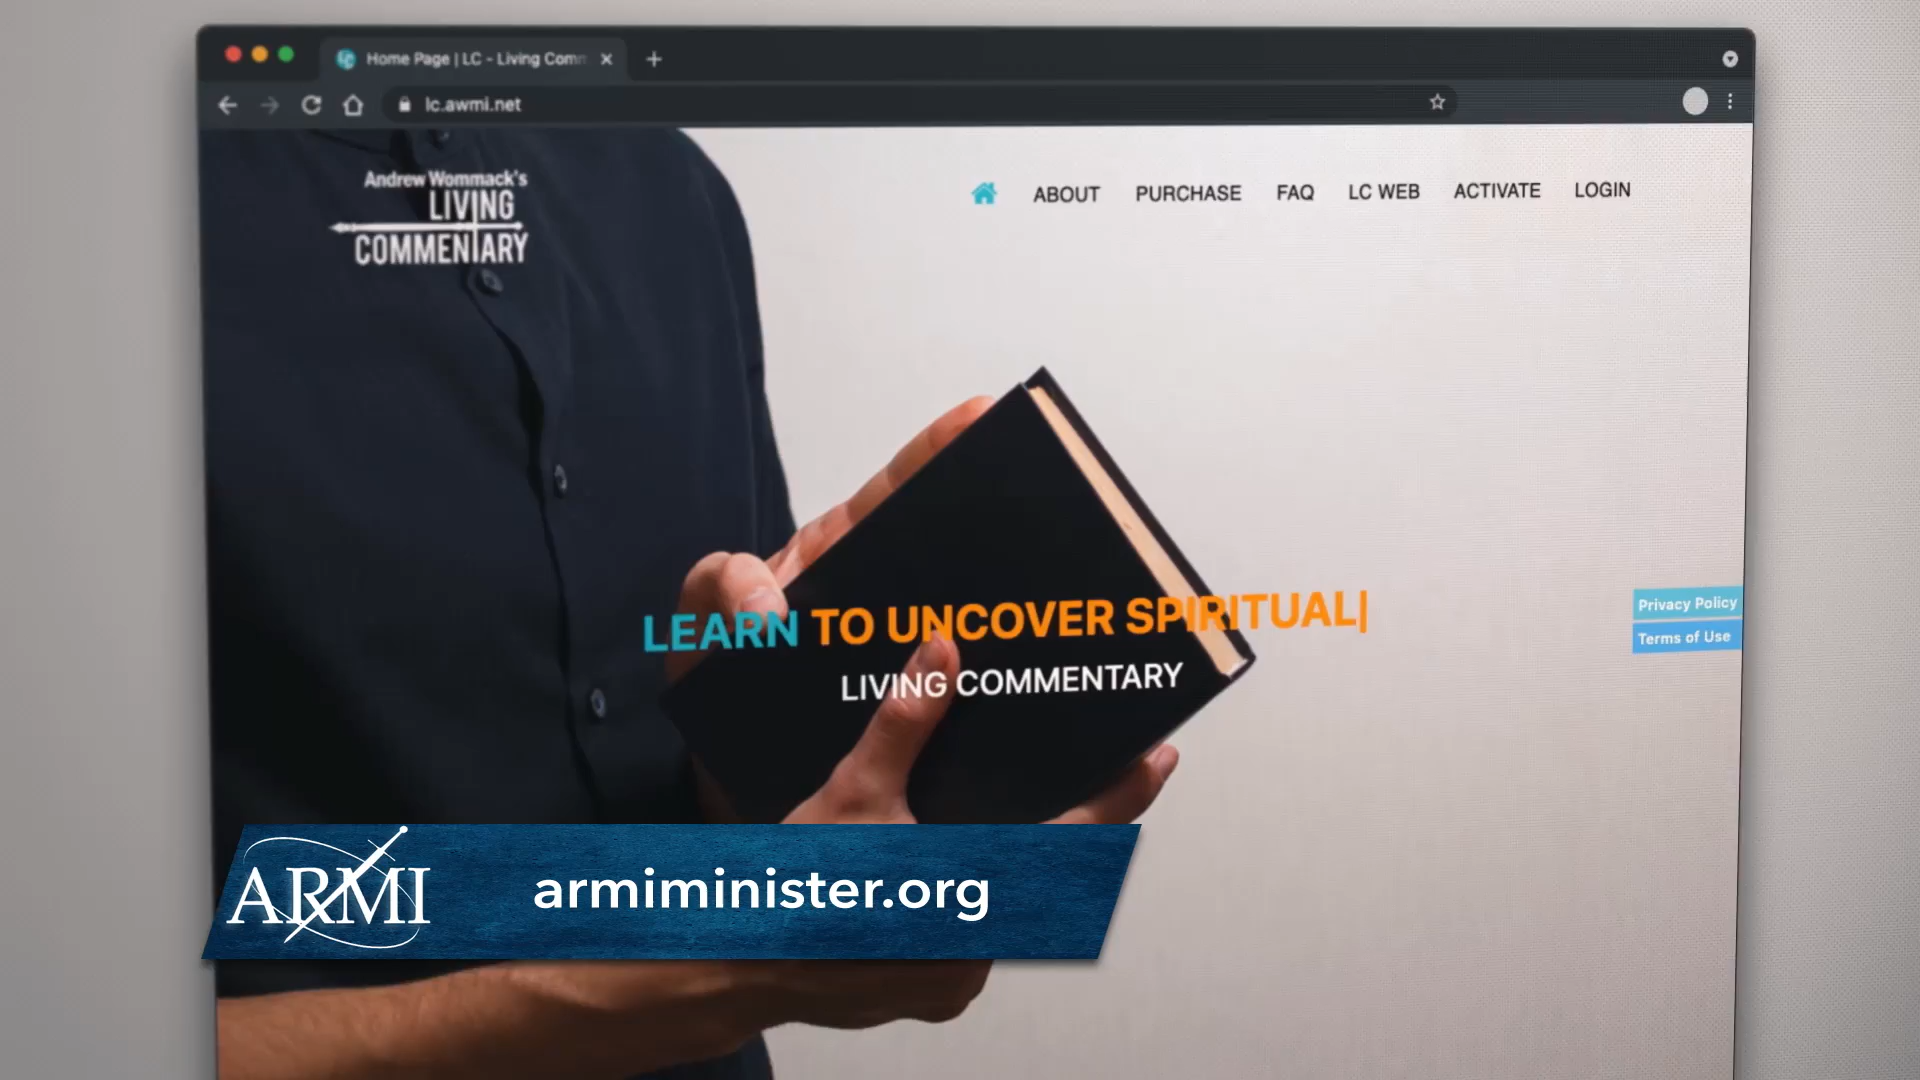 Home Page | LC - Living Comm
lc.awmi.net
Andrew Wommack's
LIVING
COMMENTARY
ABOUT PURCHASE FAQ LC WEB ACTIVATE LOGIN
LEARN TO UNCOVER SPIRITUAL|
LIVING COMMENTARY
Privacy Policy
Terms of Use
ARMI
armiminister.org